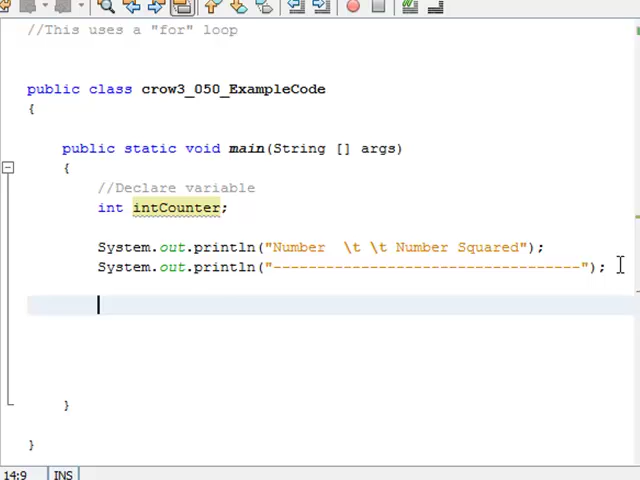 //This uses a "for" loop
public class crow3_050_ExampleCode
{
public static void main(String [] args)
{
//Declare variable
int intCounter;
System.out.println("Number  \t \t Number Squared");
System.out.println("-----------------------------------");
}
}
14:9 INS